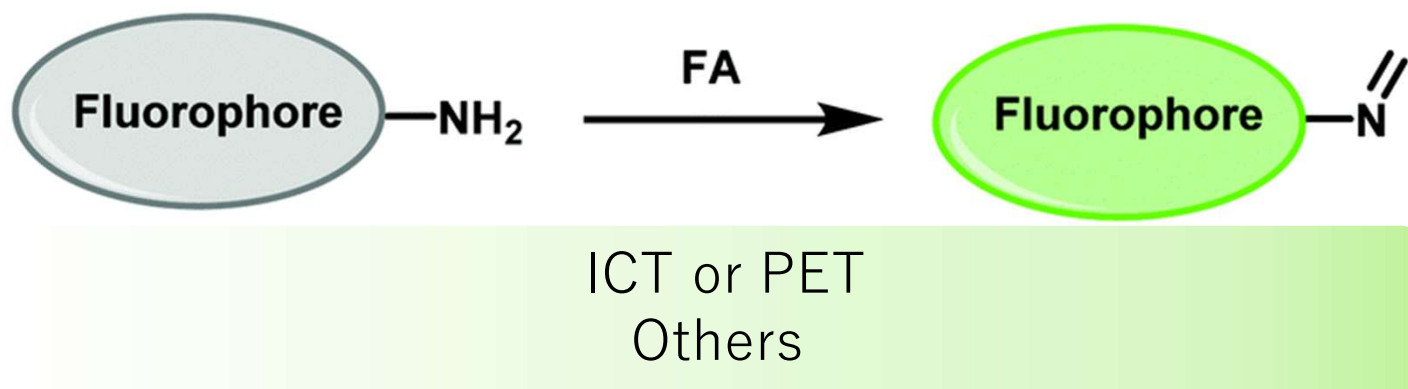 FA
Fluorophore
NH₂
Fluorophore
N
ICT or PET
Others